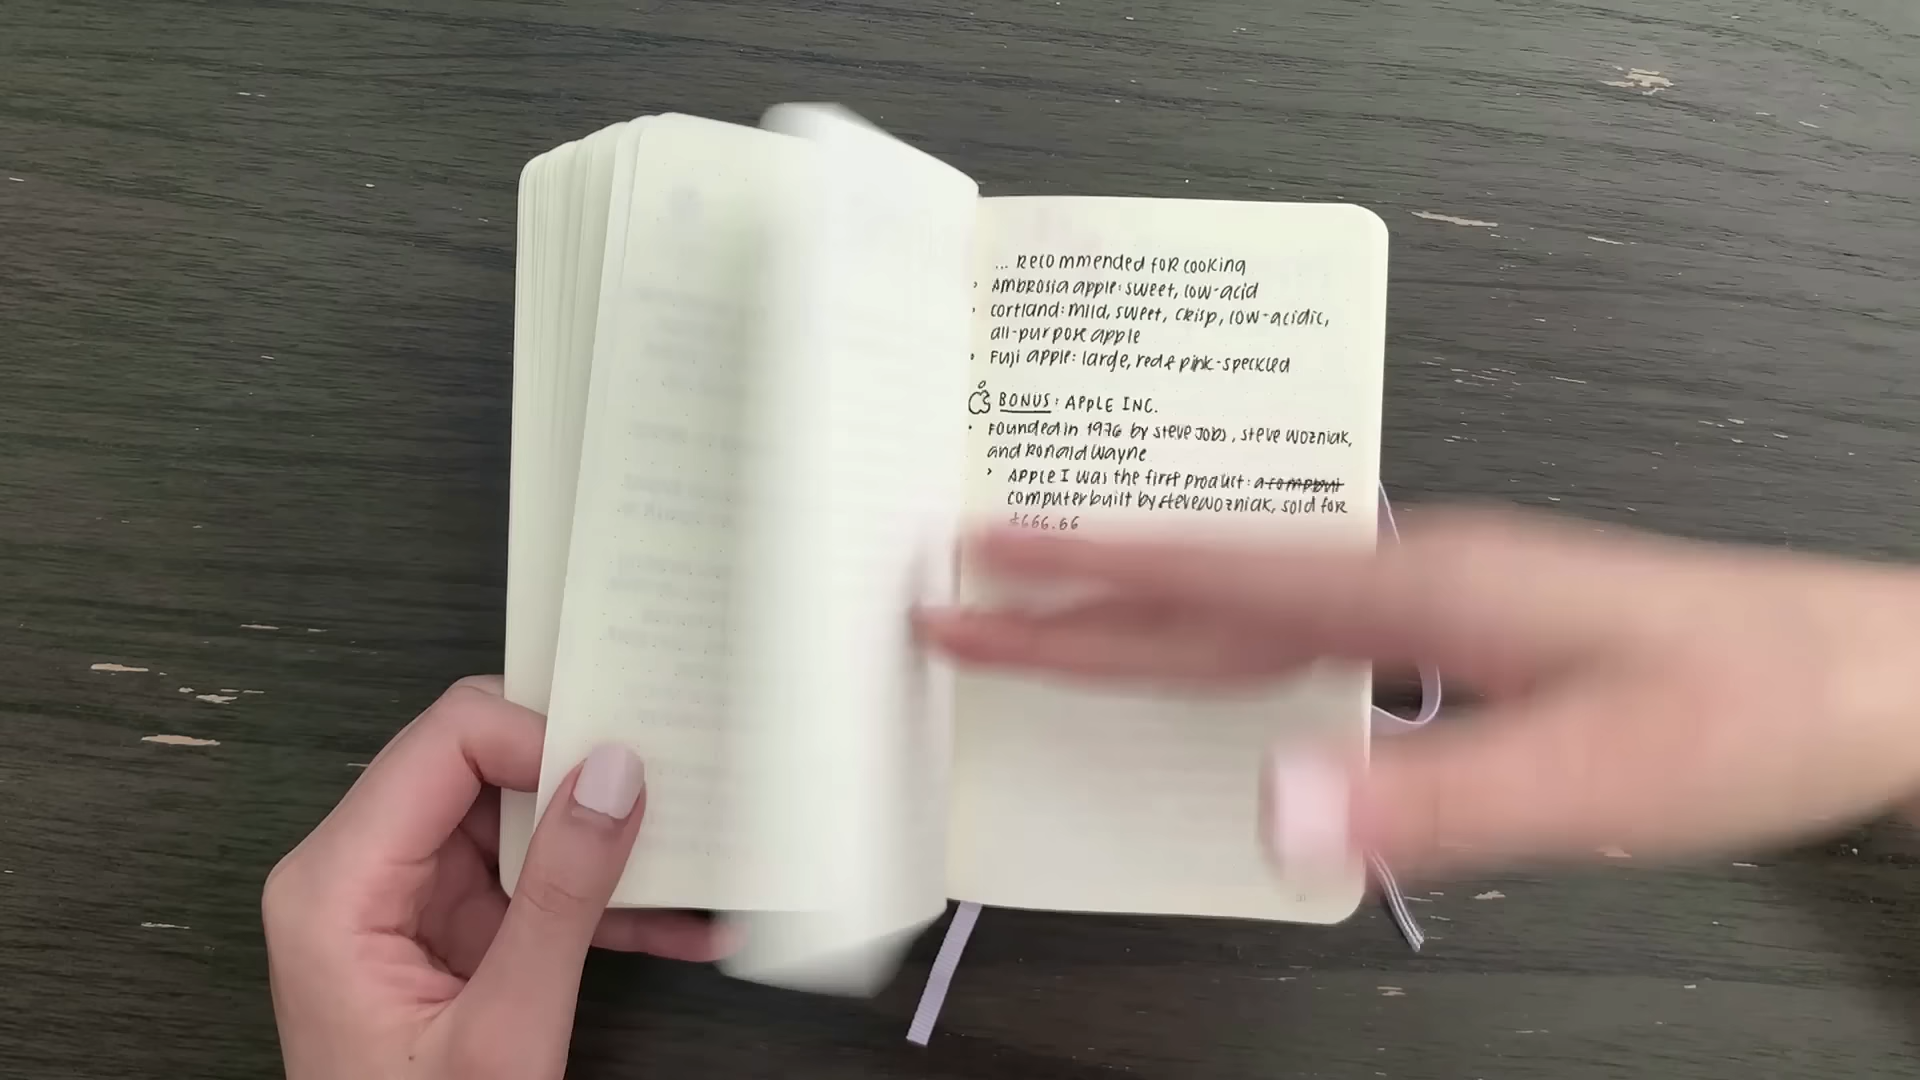 ... Recommended for cooking
• Ambrosia apple: sweet, low-acid
• cortland: mild, sweet, crisp, low-acidic,
all-purpose apple
• Fuji apple: large, red & pink-speckled
BONUS: APPLE INC.
• Founded in 1976 by Steve Jobs, Steve Wozniak,
and Ronald Wayne
> Apple I was the first product: a compbui
computer built by Steve Wozniak, sold for
$666.66